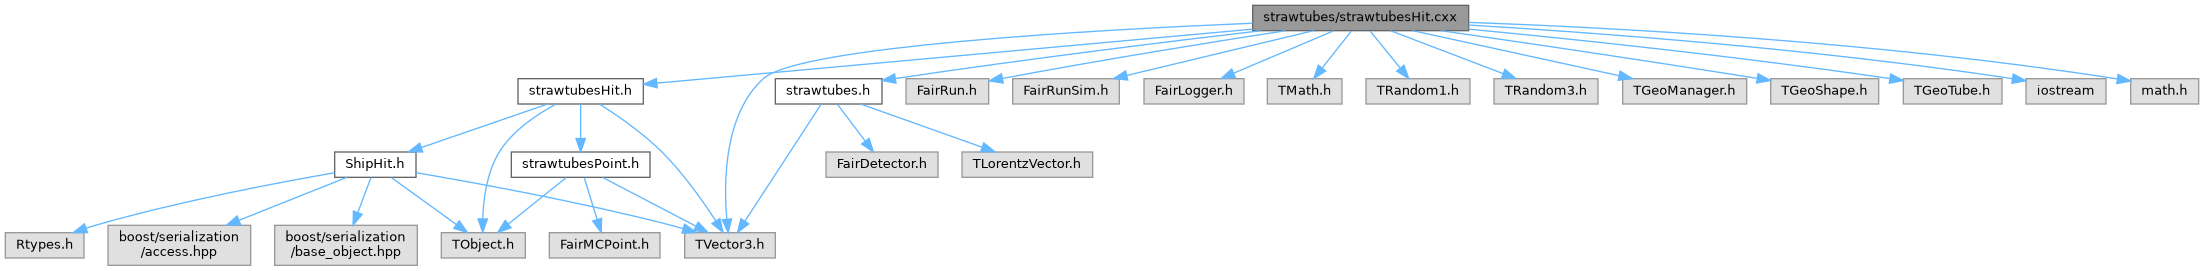 strawtubes/strawtubesHit.cxx
strawtubesHit.h
strawtubes.h
FairRun.h
FairRunSim.h
FairLogger.h
TMath.h
TRandom1.h
TRandom3.h
TGeoManager.h
TGeoShape.h
TGeoTube.h
iostream
math.h
ShipHit.h
strawtubesPoint.h
FairDetector.h
TLorentzVector.h
Rtypes.h
boost/serialization
/access.hpp
boost/serialization
/base_object.hpp
TObject.h
FairMCPoint.h
TVector3.h